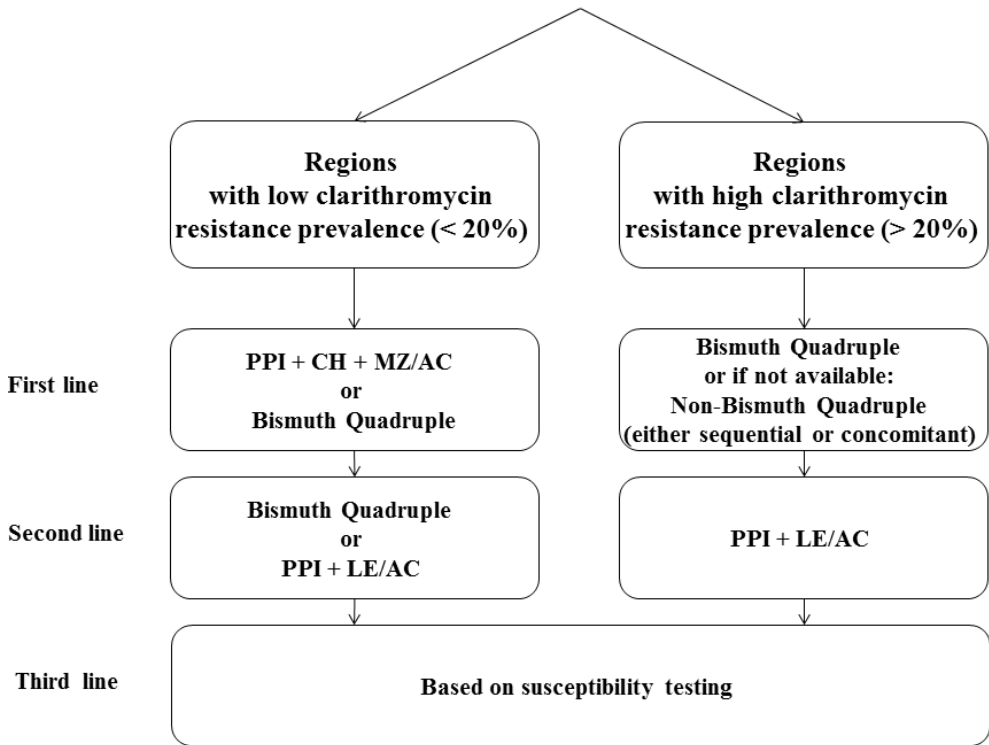 Regions
with low clarithromycin
resistance prevalence (< 20%)
Regions
with high clarithromycin
resistance prevalence (> 20%)
First line
PPI + CH + MZ/AC
or
Bismuth Quadruple
Bismuth Quadruple
or if not available:
Non-Bismuth Quadruple
(either sequential or concomitant)
Second line
Bismuth Quadruple
or
PPI + LE/AC
PPI + LE/AC
Third line
Based on susceptibility testing